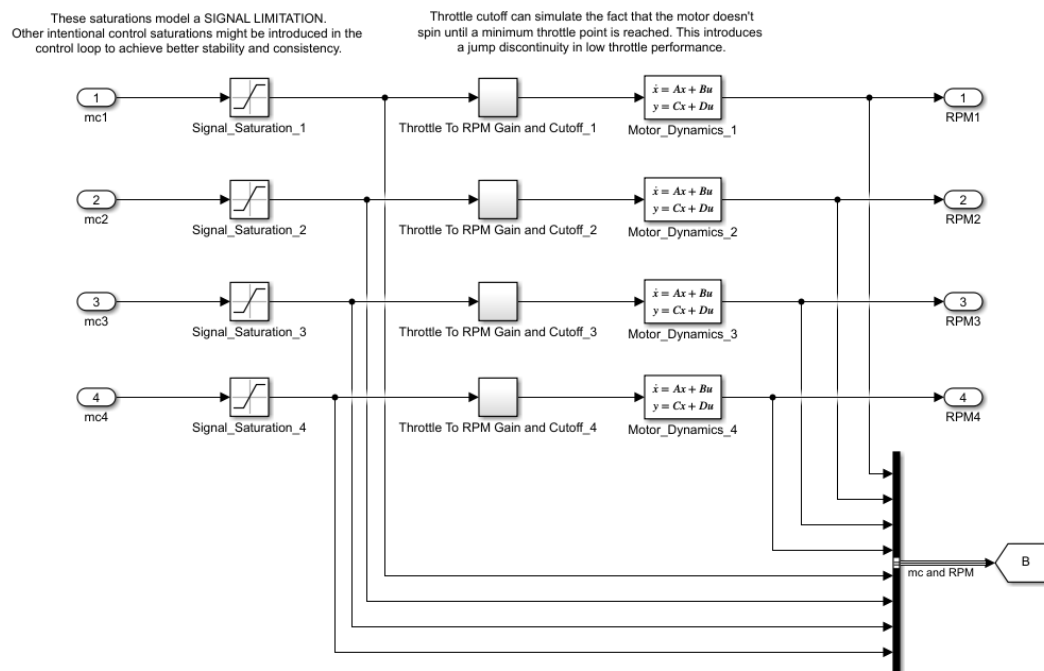 These saturations model a SIGNAL LIMITATION.
Other intentional control saturations might be introduced in the
control loop to achieve better stability and consistency.
Throttle cutoff can simulate the fact that the motor doesn't
spin until a minimum throttle point is reached. This introduces
a jump discontinuity in low throttle performance.
1
mc1
Signal_Saturation_1
Throttle To RPM Gain and Cutoff_1
ẋ = Ax + Bu
y = Cx + Du
Motor_Dynamics_1
1
RPM1
2
mc2
Signal_Saturation_2
Throttle To RPM Gain and Cutoff_2
ẋ = Ax + Bu
y = Cx + Du
Motor_Dynamics_2
2
RPM2
3
mc3
Signal_Saturation_3
Throttle To RPM Gain and Cutoff_3
ẋ = Ax + Bu
y = Cx + Du
Motor_Dynamics_3
3
RPM3
4
mc4
Signal_Saturation_4
Throttle To RPM Gain and Cutoff_4
ẋ = Ax + Bu
y = Cx + Du
Motor_Dynamics_4
4
RPM4
mc and RPM
B